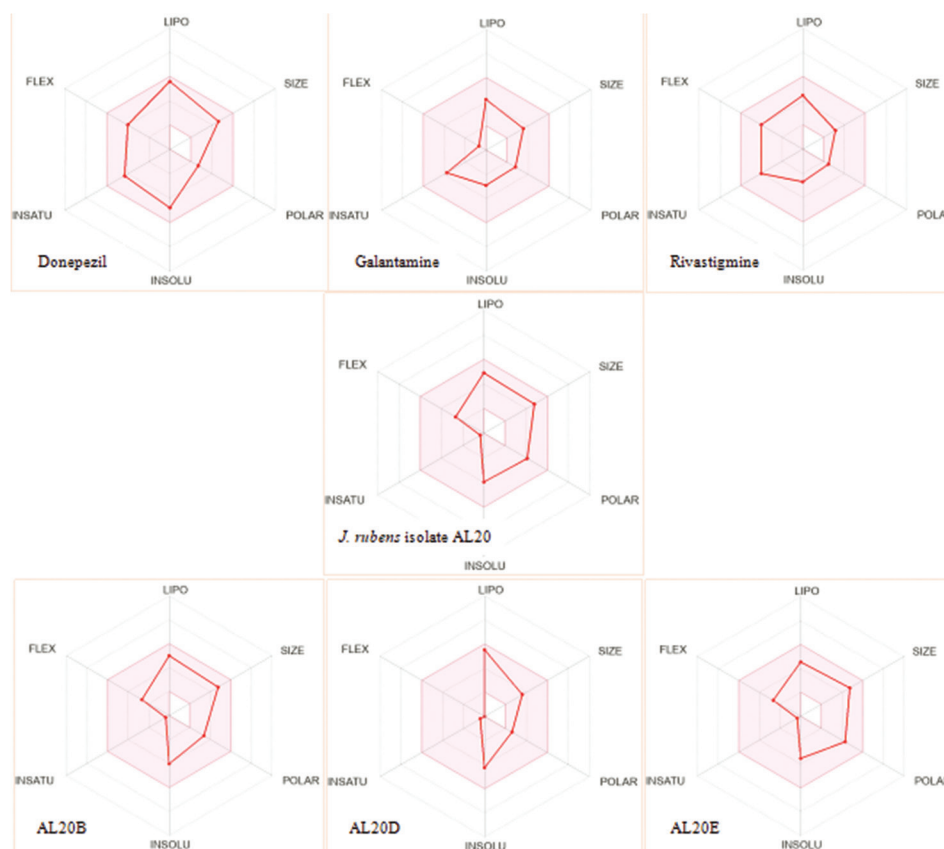 LIPO
FLEX
SIZE
INSATU
POLAR
INSOLU
Donepezil
LIPO
FLEX
SIZE
INSATU
POLAR
INSOLU
Galantamine
LIPO
FLEX
SIZE
INSATU
POLAR
INSOLU
Rivastigmine
LIPO
FLEX
SIZE
INSATU
POLAR
INSOLU
J. rubens isolate AL20
LIPO
FLEX
SIZE
INSATU
POLAR
INSOLU
AL20B
LIPO
FLEX
SIZE
INSATU
POLAR
INSOLU
AL20D
LIPO
FLEX
SIZE
INSATU
POLAR
INSOLU
AL20E